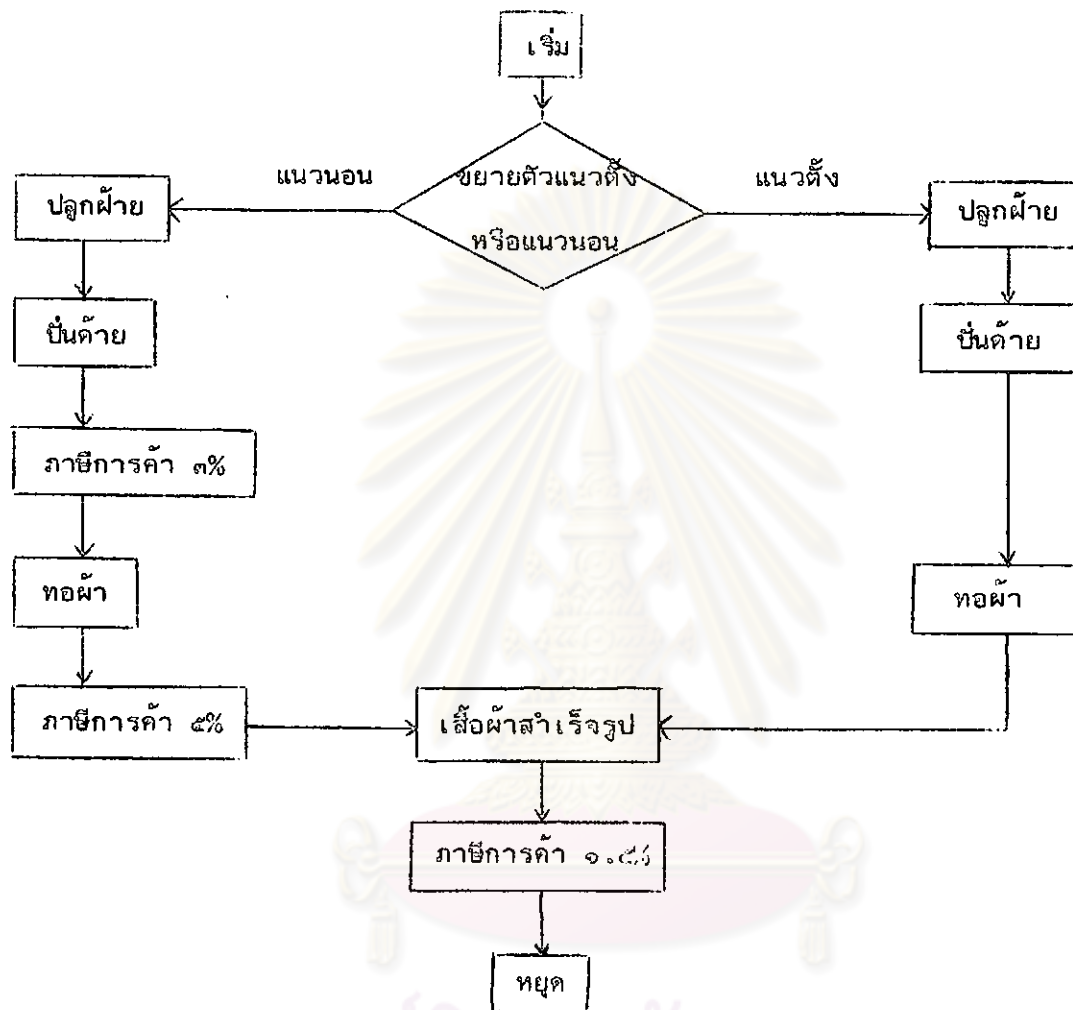 เริ่ม
ขยายตัวแนวตั้ง
หรือแนวนอน
แนวนอน
แนวตั้ง
ปลูกฝ้าย
ปั่นด้าย
ภาษีการค้า ๓%
ทอผ้า
ภาษีการค้า ๕%
ปลูกฝ้าย
ปั่นด้าย
ทอผ้า
เสื้อผ้าสำเร็จรูป
ภาษีการค้า
หยุด